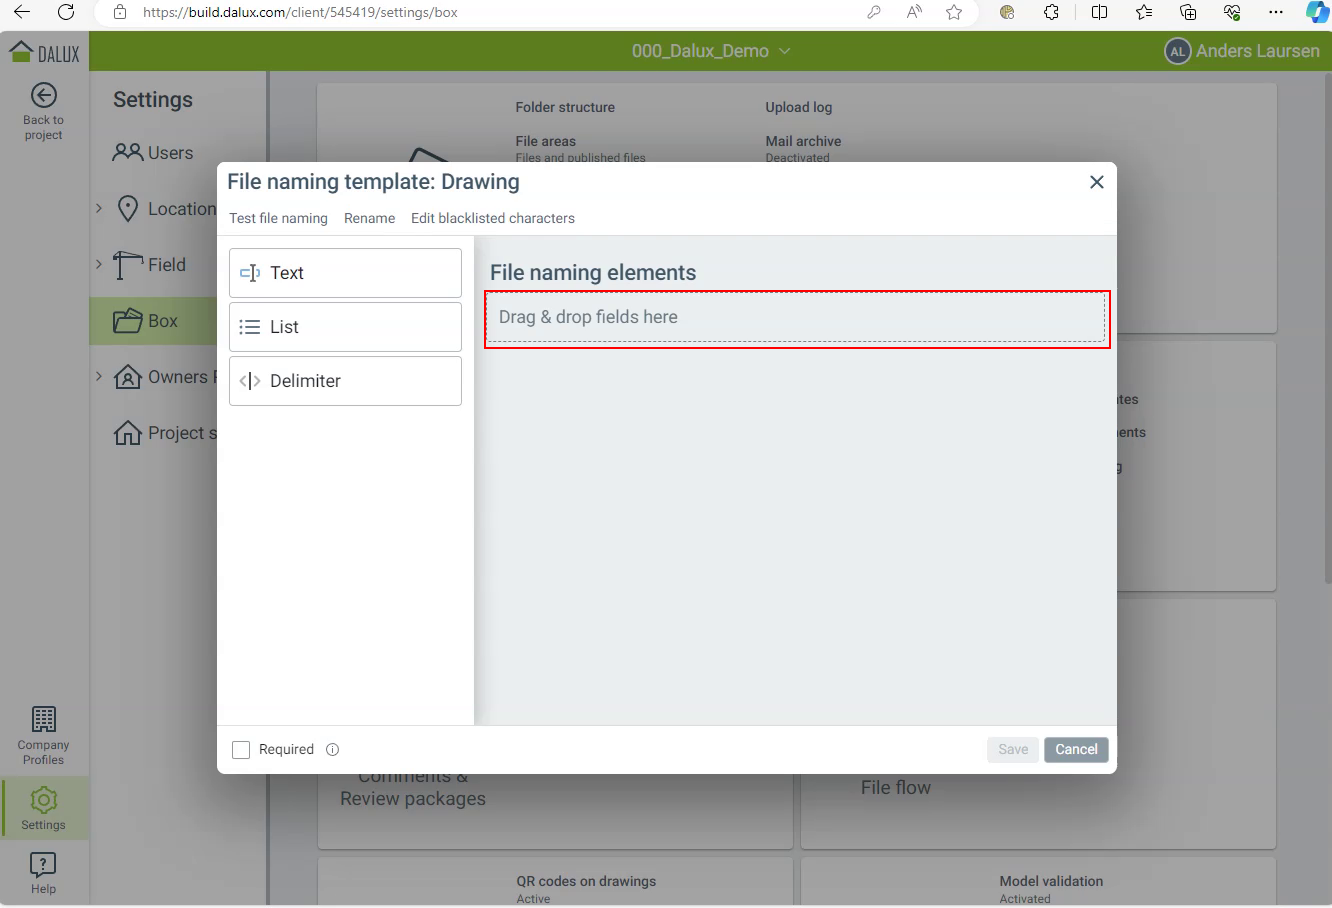 https://build.dalux.com/client/545419/settings/box
DALUX
000_Dalux_Demo
AL Anders Laursen
Back to
project
Settings
Users
Location
Field
Box
Owners
Project s
Company
Profiles
Settings
Help
Folder structure
Upload log
File areas
Files and published files
Mail archive
Deactivated
File naming template: Drawing
Test file naming Rename Edit blacklisted characters
Text
List
Delimiter
File naming elements
Drag & drop fields here
Required
Save
Cancel
Comments &
Review packages
File flow
QR codes on drawings
Active
Model validation
Activated